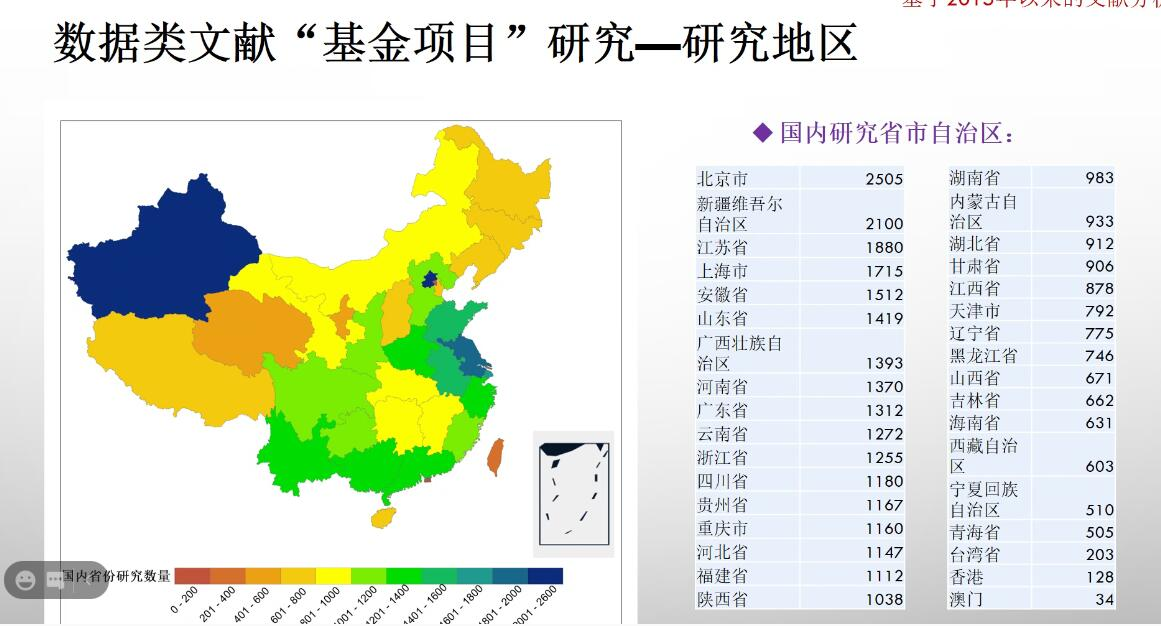 基于2015年以来的文献分析
数据类文献“基金项目”研究—研究地区
◆ 国内研究省市自治区：
北京市 2505
新疆维吾尔
自治区 2100
江苏省 1880
上海市 1715
安徽省 1512
山东省 1419
广西壮族自
治区 1393
河南省 1370
广东省 1312
云南省 1272
浙江省 1255
四川省 1180
贵州省 1167
重庆市 1160
河北省 1147
福建省 1112
陕西省 1038
湖南省 983
内蒙古自
治区 933
湖北省 912
甘肃省 906
江西省 878
天津市 792
辽宁省 775
黑龙江省 746
山西省 671
吉林省 662
海南省 631
西藏自治
区 603
宁夏回族
自治区 510
青海省 505
台湾省 203
香港 128
澳门 34
国内省份研究数量
0 - 200
201 - 400
401 - 600
601 - 800
801 - 1000
1001 - 1200
1201 - 1400
1401 - 1600
1601 - 1800
1801 - 2000
2001 - 2600